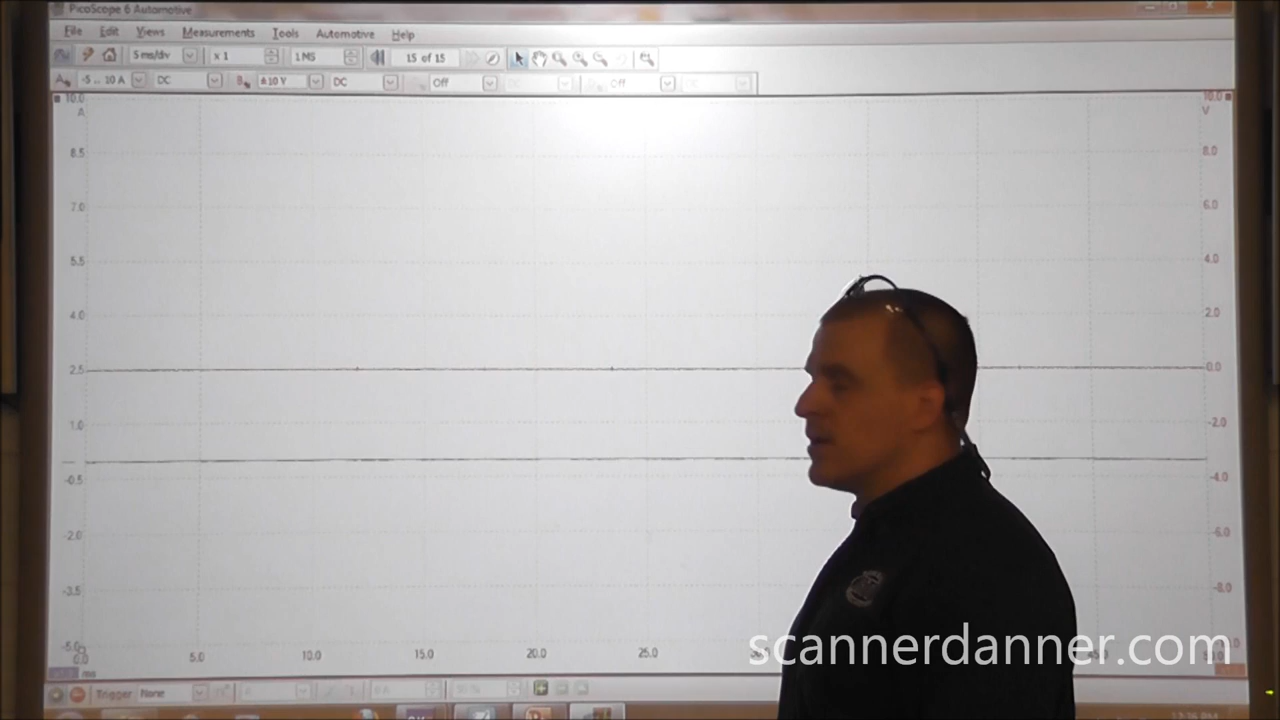 PicoScope 6 Automotive
File Edit Views Measurements Tools Automotive Help
5 ms/div x 1 1 MS 15 of 15
A -5 .. 10 A DC B ±10 V DC Off Off
10.0 10.0
A V
8.5 8.0
7.0 6.0
5.5 4.0
4.0 2.0
2.5 0.0
1.0 -2.0
-0.5 -4.0
-2.0 -6.0
-3.5 -8.0
-5.0
scannerdanner.com
0.0 5.0 10.0 15.0 20.0 25.0
ms
Trigger None